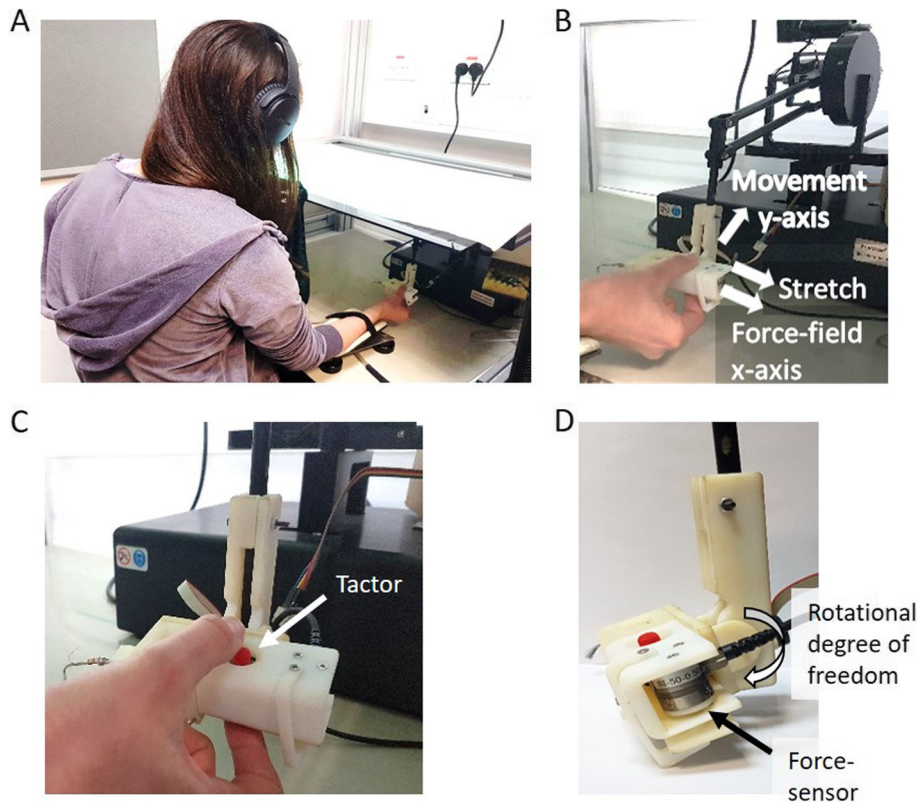 A
B
Movement
y-axis
Stretch
Force-field
x-axis
C
Tactor
D
Rotational
degree of
freedom
Force-
sensor